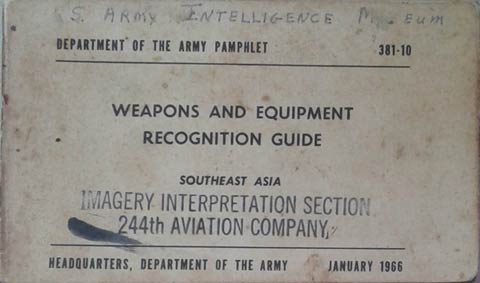 S. ARMY INTELLIGENCE
DEPARTMENT OF THE ARMY PAMPHLET 381-10
WEAPONS AND EQUIPMENT
RECOGNITION GUIDE
SOUTHEAST ASIA
IMAGERY INTERPRETATION SECTION
244th AVIATION COMPANY,
HEADQUARTERS, DEPARTMENT OF THE ARMY JANUARY 1966